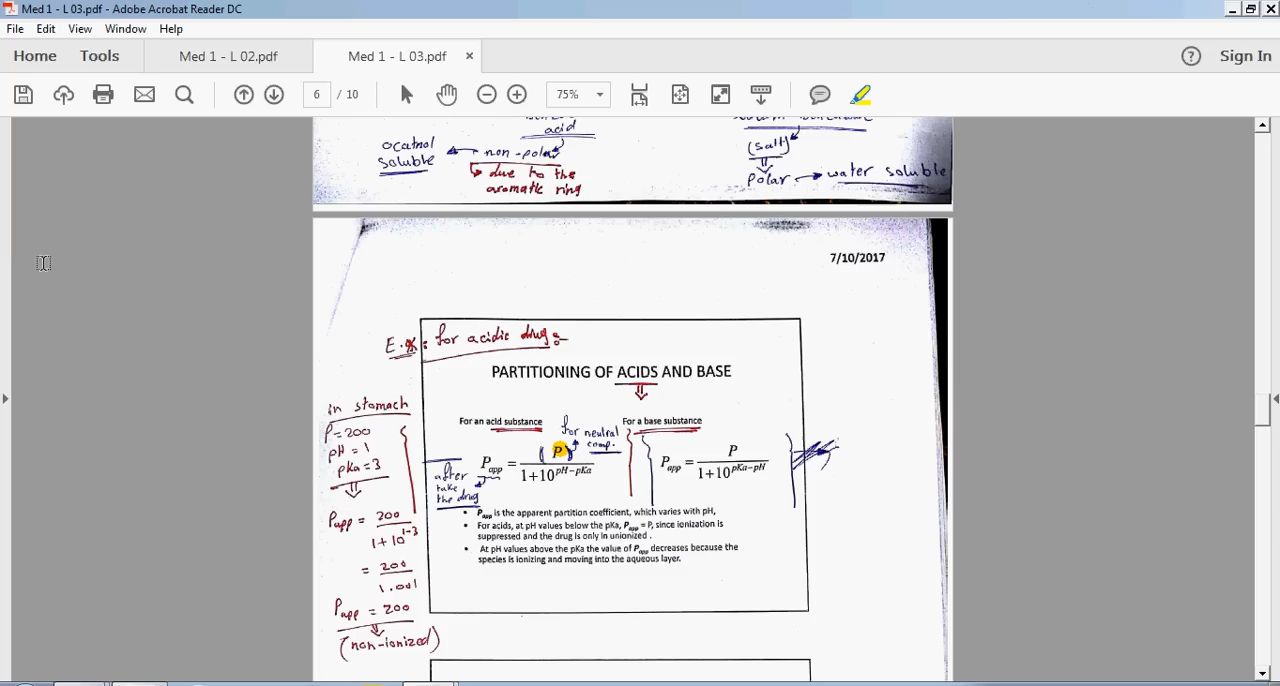 Med 1 - L 03.pdf - Adobe Acrobat Reader DC
File Edit View Window Help
Home Tools Med 1 - L 02.pdf Med 1 - L 03.pdf × ? Sign In
6 / 10 75%
acid
ocatnol
soluble
non-polar
due to the
aromatic ring
(salt)
polar → water soluble
7/10/2017
E.x: for acidic drug:
PARTITIONING OF ACIDS AND BASE
in stomach
P=200
pH = 1
pKa = 3
Papp = 200 / 1+10^1-3
= 200 / 1.001
Papp = 200
(non-ionized)
For an acid substance
for neutral
comp.
For a base substance
Papp = (P) / 1+10^pH−pKa
Papp = P / 1+10^pKa−pH
after
take
the drug
• Papp is the apparent partition coefficient, which varies with pH,
• For acids, at pH values below the pKa, Papp = P, since ionization is
suppressed and the drug is only in unionized .
• At pH values above the pKa the value of Papp decreases because the
species is ionizing and moving into the aqueous layer.